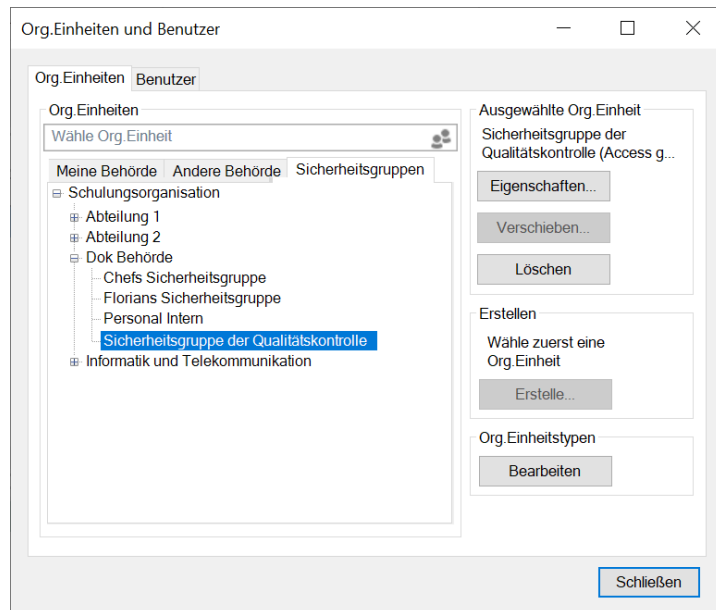 Org.Einheiten und Benutzer
Org.Einheiten
Benutzer
Org.Einheiten
Wähle Org.Einheit
Meine Behörde
Andere Behörde
Sicherheitsgruppen
Schulungsorganisation
Abteilung 1
Abteilung 2
Dok Behörde
Chefs Sicherheitsgruppe
Florians Sicherheitsgruppe
Personal Intern
Sicherheitsgruppe der Qualitätskontrolle
Informatik und Telekommunikation
Ausgewählte Org.Einheit
Sicherheitsgruppe der
Qualitätskontrolle (Access g...
Eigenschaften...
Verschieben...
Löschen
Erstellen
Wähle zuerst eine
Org.Einheit
Erstelle...
Org.Einheitstypen
Bearbeiten
Schließen